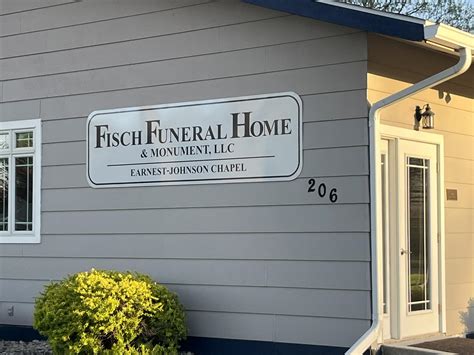 FISCH FUNERAL HOME
& MONUMENT, LLC
EARNEST-JOHNSON CHAPEL
206